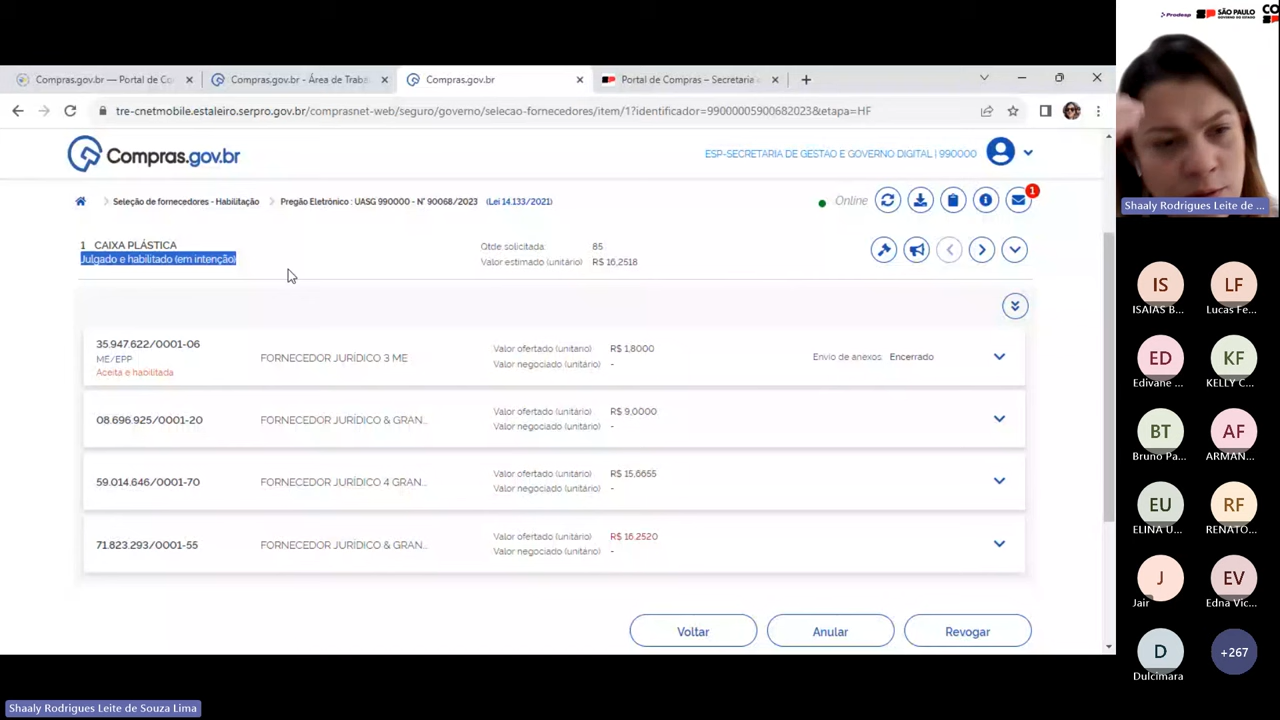 Prodesp SÃO PAULO GOVERNO DO ESTADO CO
Compras.gov.br — Portal de Co
Compras.gov.br - Área de Traba
Compras.gov.br
Portal de Compras – Secretaria
tre-cnetmobile.estaleiro.serpro.gov.br/comprasnet-web/seguro/governo/selecao-fornecedores/item/1?identificador=99000005900682023&etapa=HF
Compras.gov.br
ESP-SECRETARIA DE GESTAO E GOVERNO DIGITAL | 990000
Seleção de fornecedores - Habilitação
Pregão Eletrônico : UASG 990000 - N° 90068/2023 (Lei 14.133/2021)
Online
1
1 CAIXA PLÁSTICA
Julgado e habilitado (em intenção)
Qtde solicitada: 85
Valor estimado (unitário) R$ 16,2518
35.947.622/0001-06
ME/EPP
Aceita e habilitada
FORNECEDOR JURÍDICO 3 ME
Valor ofertado (unitário) R$ 1,8000
Valor negociado (unitário) -
Envio de anexos: Encerrado
08.696.925/0001-20
FORNECEDOR JURÍDICO & GRAN...
Valor ofertado (unitário) R$ 9,0000
Valor negociado (unitário) -
59.014.646/0001-70
FORNECEDOR JURÍDICO 4 GRAN...
Valor ofertado (unitário) R$ 15,6655
Valor negociado (unitário) -
71.823.293/0001-55
FORNECEDOR JURÍDICO & GRAN...
Valor ofertado (unitário) R$ 16,2520
Valor negociado (unitário) -
Voltar
Anular
Revogar
Shaaly Rodrigues Leite de ...
IS
ISAIAS B...
LF
Lucas Fe...
ED
Edivane ...
KF
KELLY C...
BT
Bruno Pa...
AF
ARMAN...
EU
ELINA U...
RF
RENATO...
J
Jair
EV
Edna Vic...
D
Dulcimara
+267
Shaaly Rodrigues Leite de Souza Lima